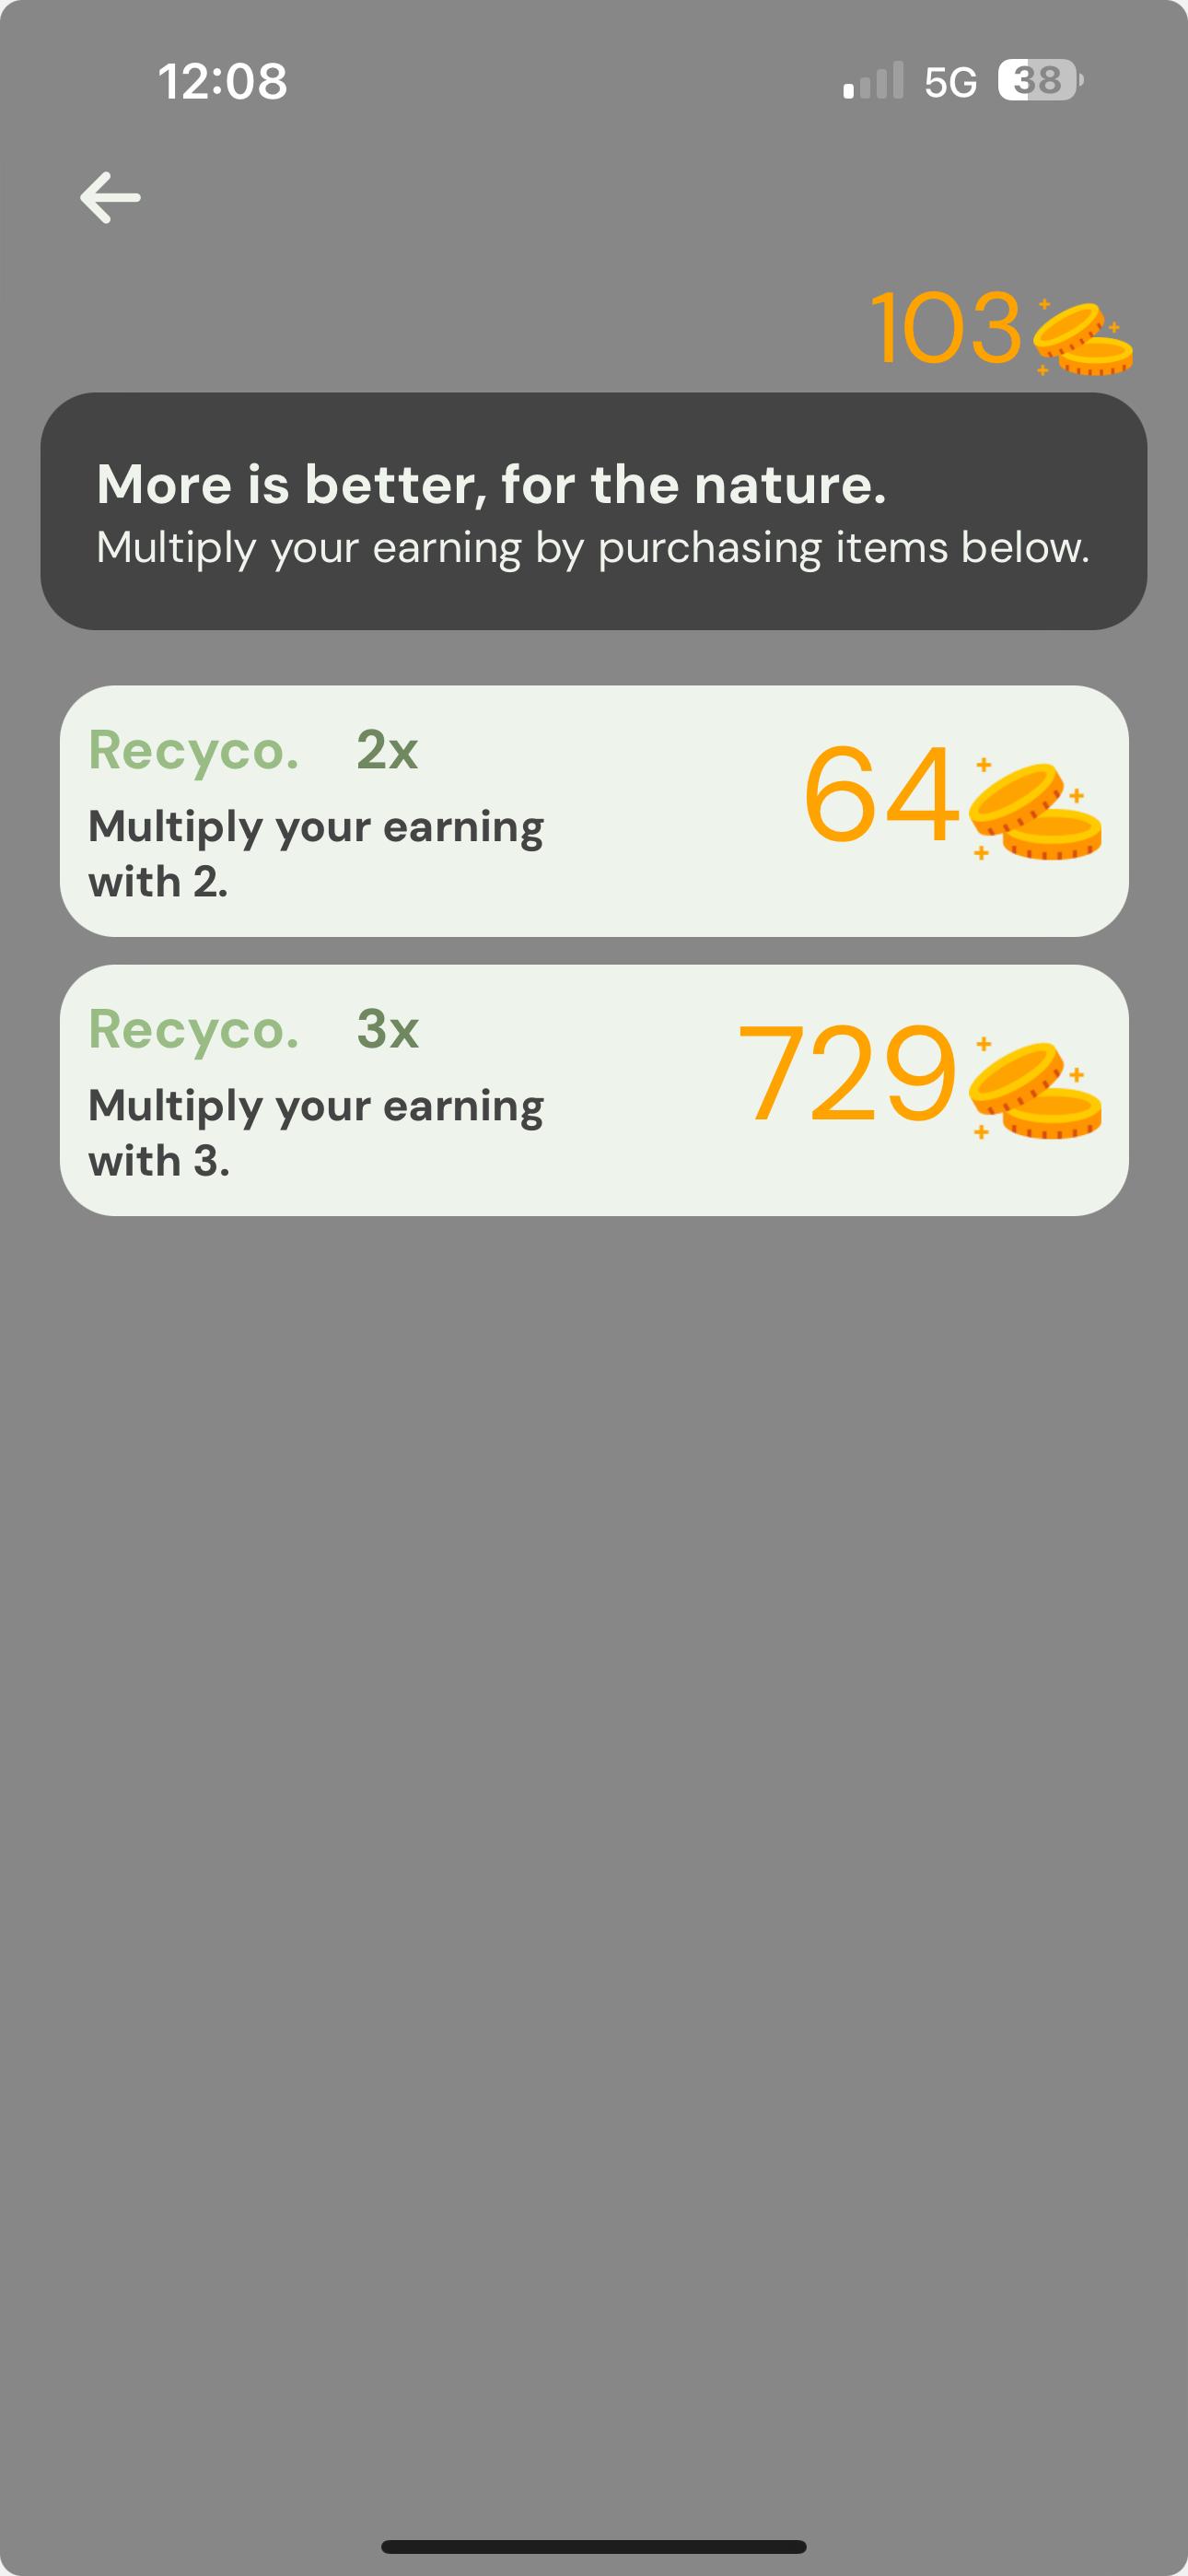 12:08 5G 38
103
More is better, for the nature.
Multiply your earning by purchasing items below.
Recyco. 2x
64
Multiply your earning
with 2.
Recyco. 3x
729
Multiply your earning
with 3.